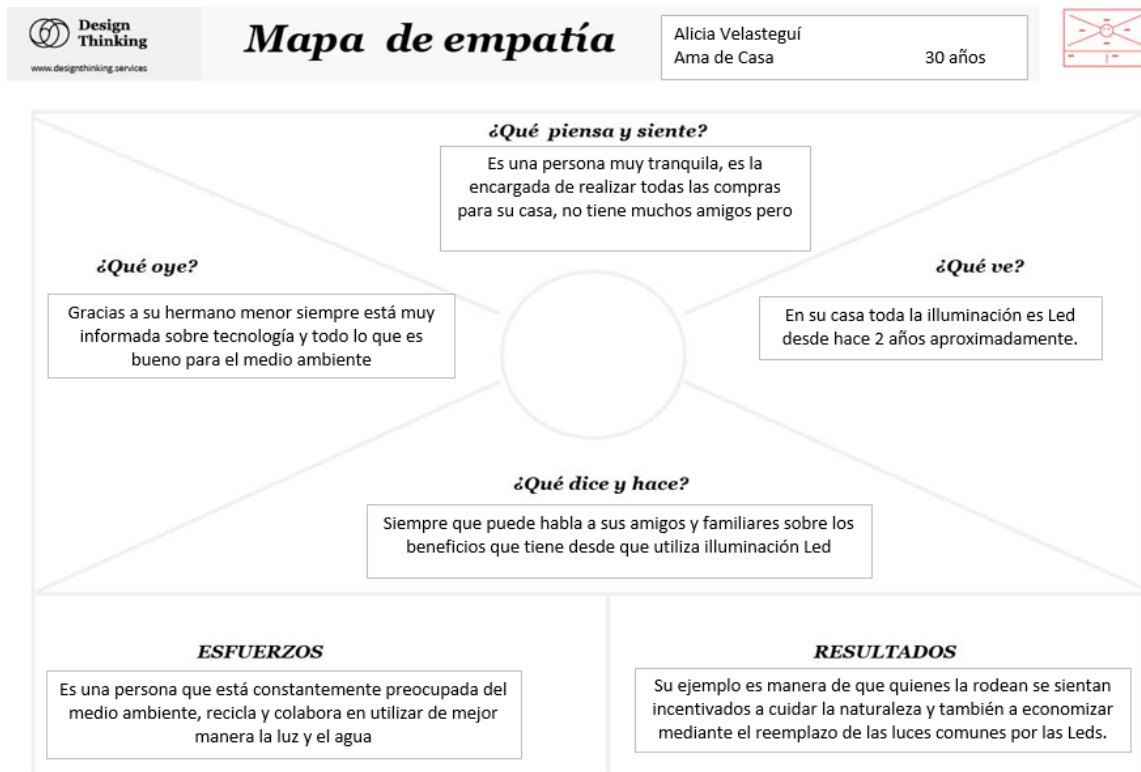 Design
Thinking
www.designthinking.services
Mapa de empatía
Alicia Velasteguí
Ama de Casa 30 años
¿Qué piensa y siente?
Es una persona muy tranquila, es la
encargada de realizar todas las compras
para su casa, no tiene muchos amigos pero
¿Qué oye?
Gracias a su hermano menor siempre está muy
informada sobre tecnología y todo lo que es
bueno para el medio ambiente
¿Qué ve?
En su casa toda la illuminación es Led
desde hace 2 años aproximadamente.
¿Qué dice y hace?
Siempre que puede habla a sus amigos y familiares sobre los
beneficios que tiene desde que utiliza illuminación Led
ESFUERZOS
Es una persona que está constantemente preocupada del
medio ambiente, recicla y colabora en utilizar de mejor
manera la luz y el agua
RESULTADOS
Su ejemplo es manera de que quienes la rodean se sientan
incentivados a cuidar la naturaleza y también a economizar
mediante el reemplazo de las luces comunes por las Leds.